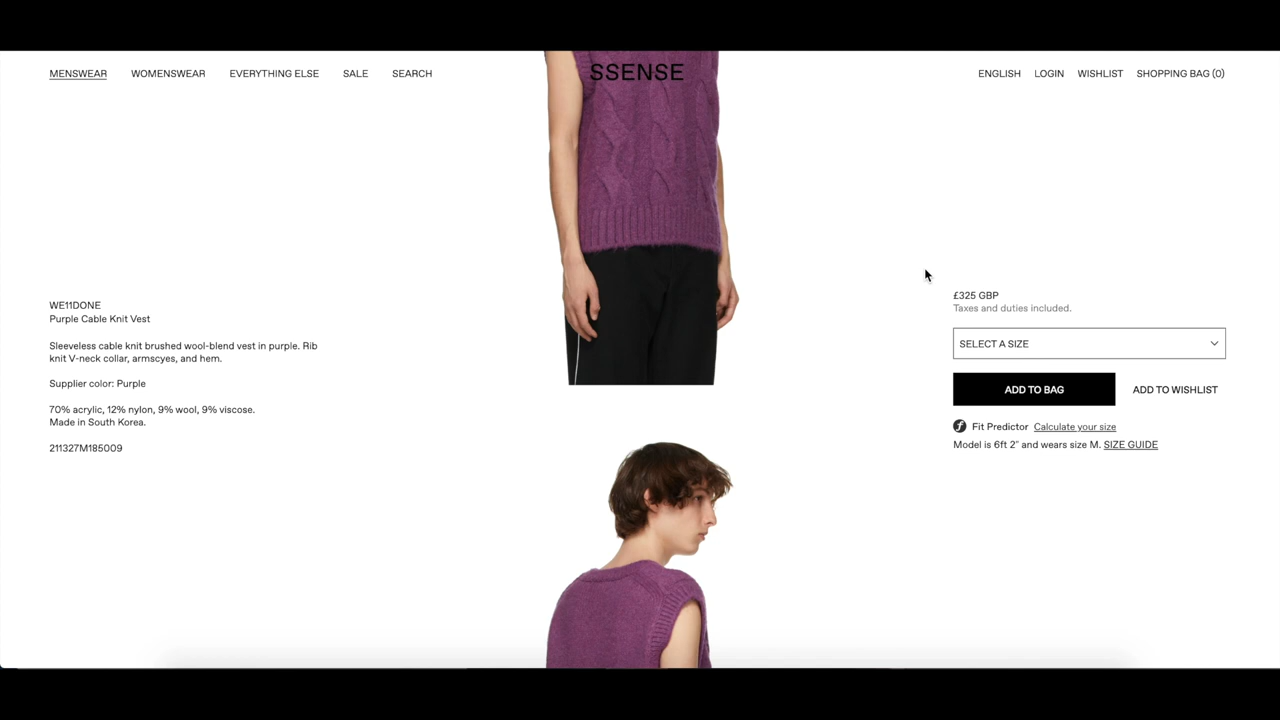 MENSWEAR WOMENSWEAR EVERYTHING ELSE SALE SEARCH SSENSE ENGLISH LOGIN WISHLIST SHOPPING BAG (0)
WE11DONE
Purple Cable Knit Vest
Sleeveless cable knit brushed wool-blend vest in purple. Rib
knit V-neck collar, armscyes, and hem.
Supplier color: Purple
70% acrylic, 12% nylon, 9% wool, 9% viscose.
Made in South Korea.
211327M185009
£325 GBP
Taxes and duties included.
SELECT A SIZE
ADD TO BAG ADD TO WISHLIST
Fit Predictor Calculate your size
Model is 6ft 2" and wears size M. SIZE GUIDE